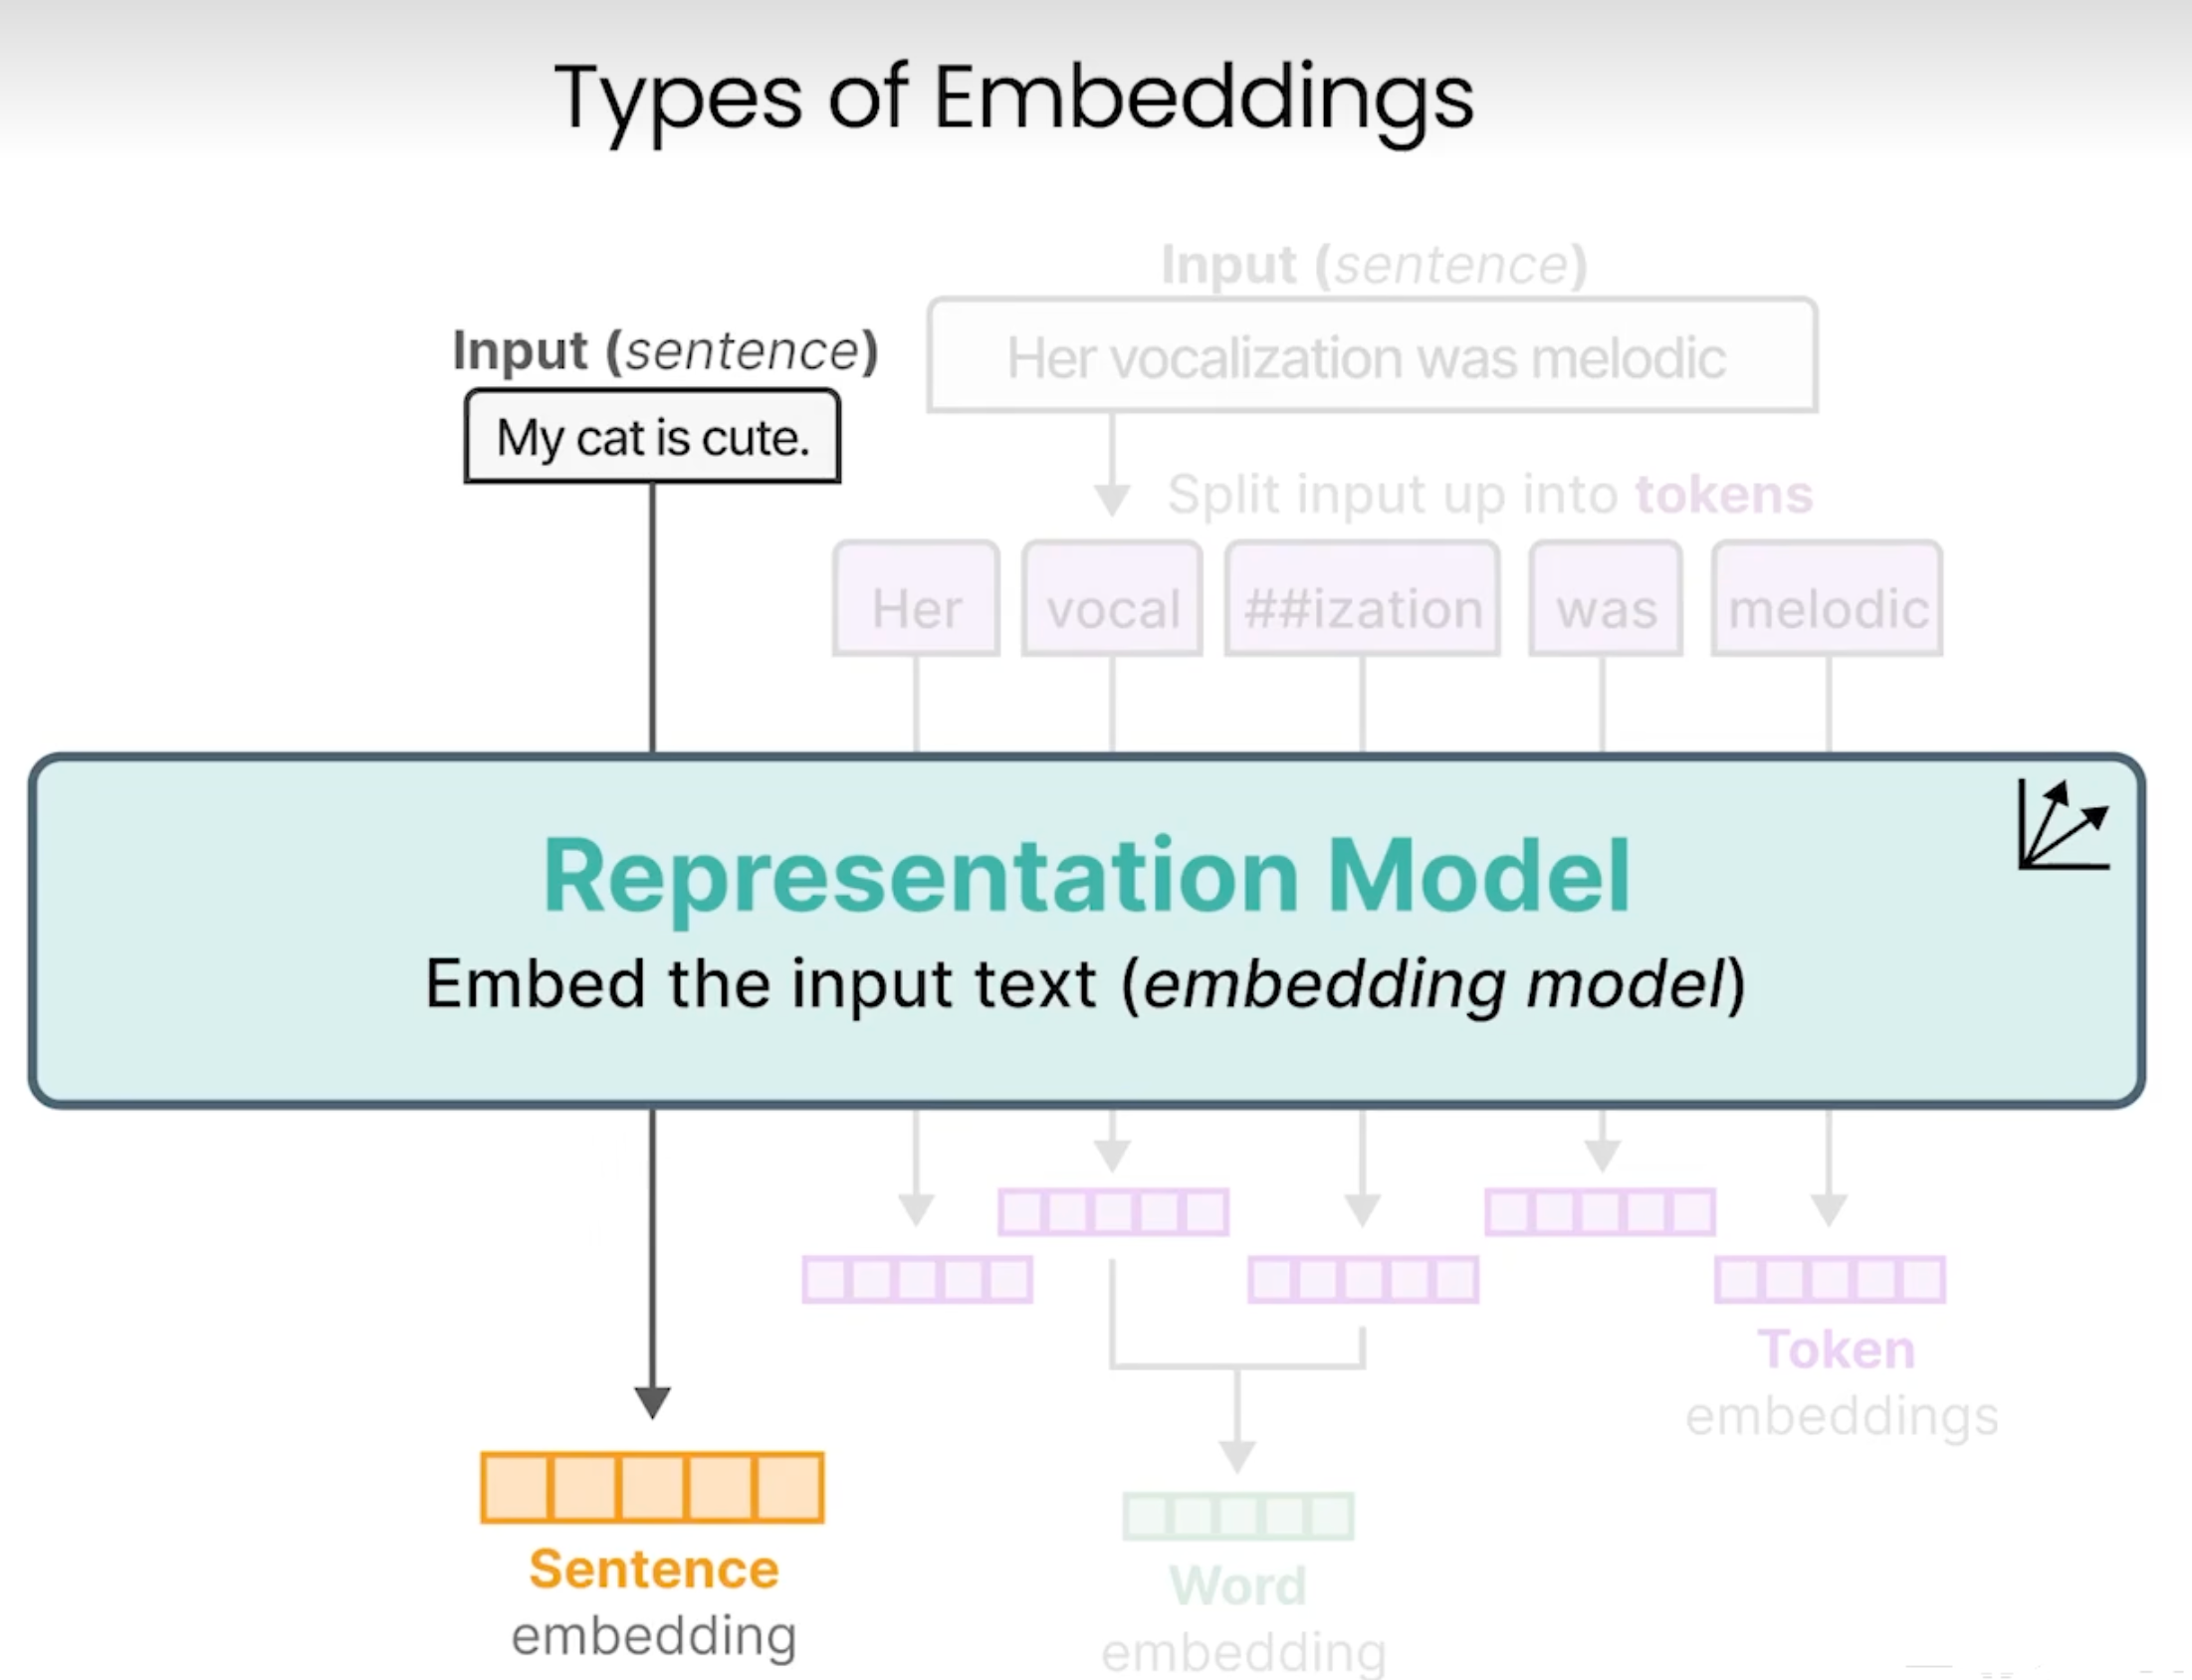 Types of Embeddings
Input (sentence)
My cat is cute.
Input (sentence)
Her vocalization was melodic
Split input up into tokens
Her
vocal
##ization
was
melodic
Representation Model
Embed the input text (embedding model)
Sentence
embedding
Word
embedding
Token
embeddings